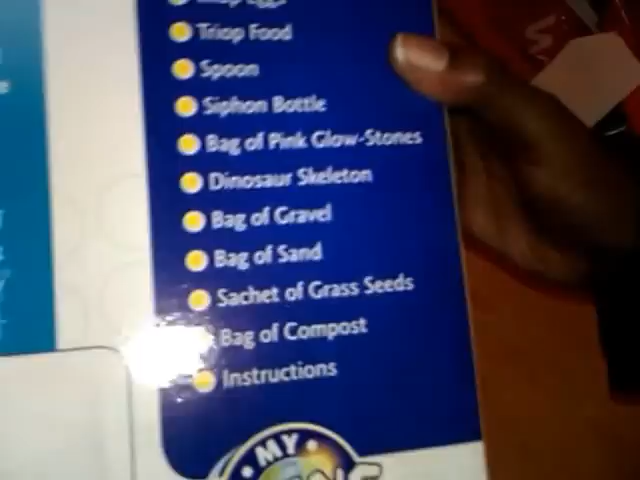 Triop Food
Spoon
Siphon Bottle
Bag of Pink Glow-Stones
Dinosaur Skeleton
Bag of Gravel
Bag of Sand
Sachet of Grass Seeds
Bag of Compost
Instructions
MY